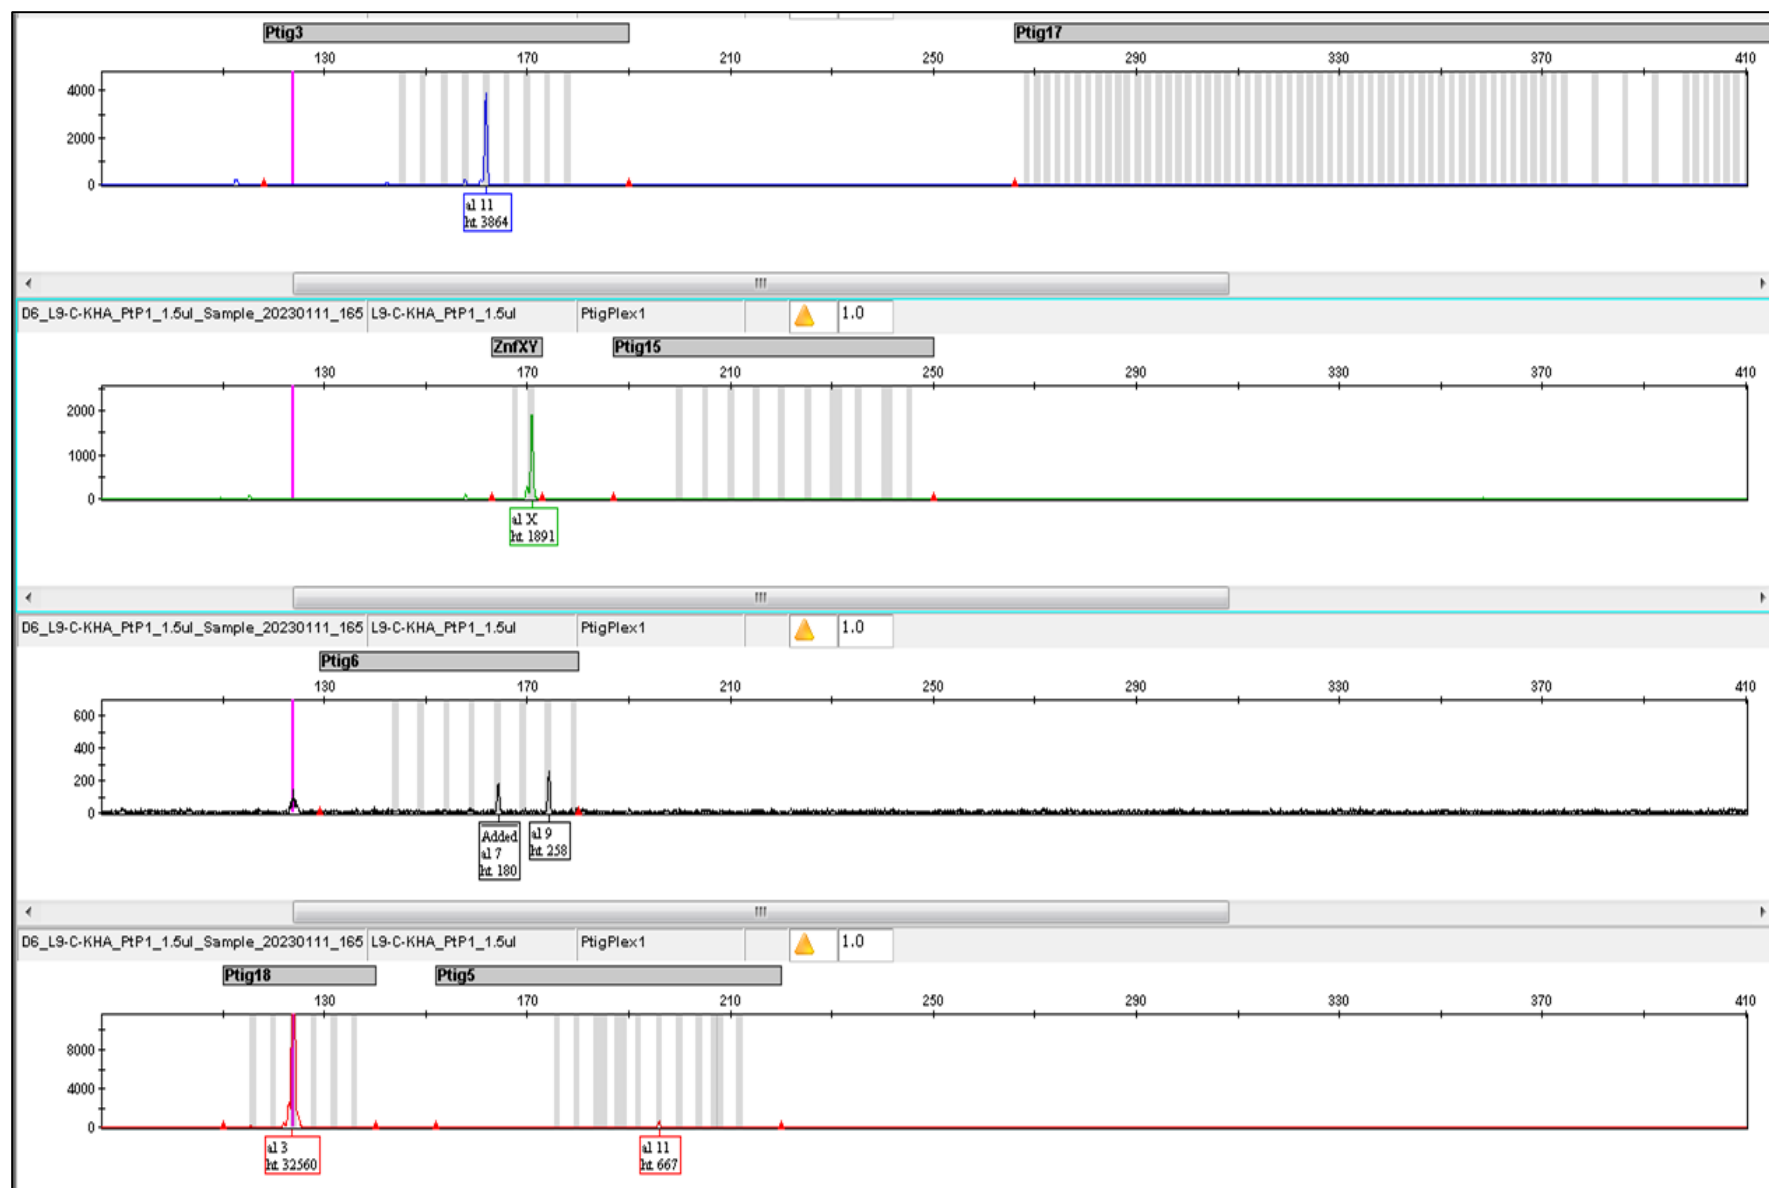 Ptig3 Ptig17
130 170 210 250 290 330 370 410
4000
2000
0
al 11
ht 3864
D6_L9-C-KHA_PtP1_1.5ul_Sample_20230111_165 L9-C-KHA_PtP1_1.5ul PtigPlex1 1.0
ZnfXY Ptig15
130 170 210 250 290 330 370 410
2000
1000
0
al X
ht 1891
D6_L9-C-KHA_PtP1_1.5ul_Sample_20230111_165 L9-C-KHA_PtP1_1.5ul PtigPlex1 1.0
Ptig6
130 170 210 250 290 330 370 410
600
400
200
0
Added
al 7
ht 180
al 9
ht 258
D6_L9-C-KHA_PtP1_1.5ul_Sample_20230111_165 L9-C-KHA_PtP1_1.5ul PtigPlex1 1.0
Ptig18 Ptig5
130 170 210 250 290 330 370 410
8000
4000
0
al 3
ht 32560
al 11
ht 667